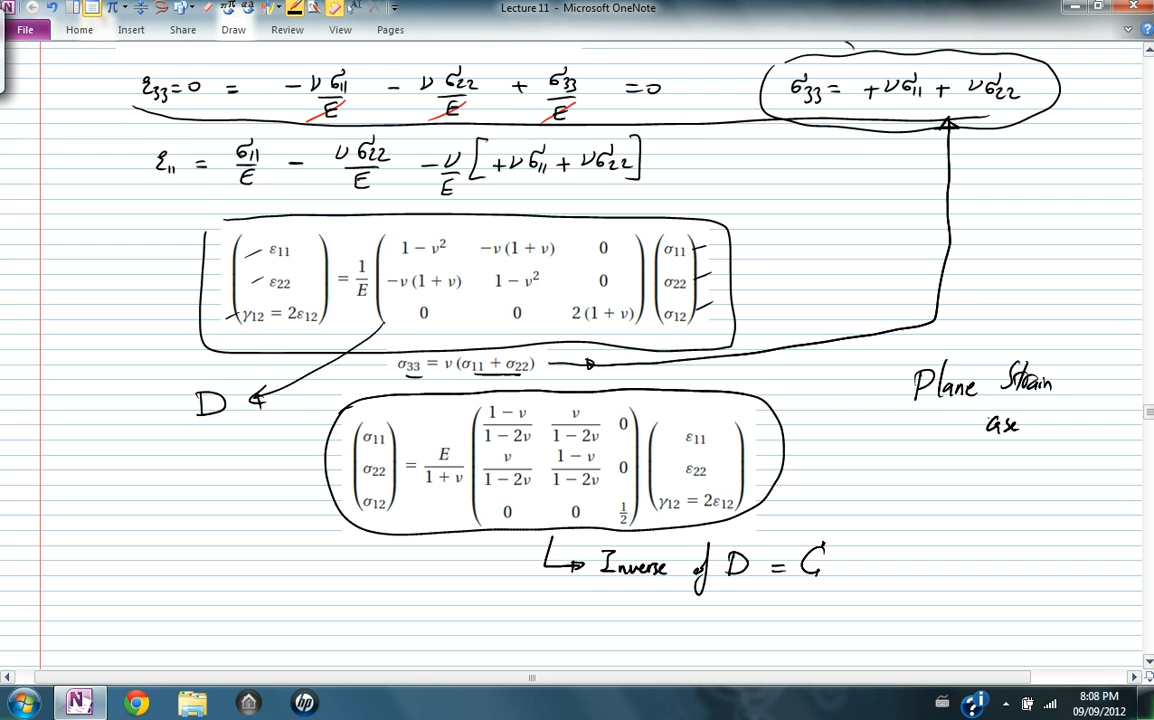 Lecture 11 - Microsoft OneNote
File Home Insert Share Draw Review View Pages
ε33=0 = - νσ11/E - νσ22/E + σ33/E =0
σ33= +νσ11 + νσ22
ε11 = σ11/E - νσ22/E - ν/E [+νσ11 + νσ22]
ε11 1 − ν² −ν (1 + ν) 0 σ11
ε22 = 1/E −ν (1 + ν) 1 − ν² 0 σ22
γ12 = 2ε12 0 0 2 (1 + ν) σ12
σ33 = ν (σ11 + σ22)
Plane Strain
D
σ11 (1 − ν)/(1 − 2ν) ν/(1 − 2ν) 0 ε11
σ22 = E/(1 + ν) ν/(1 − 2ν) (1 − ν)/(1 − 2ν) 0 ε22
σ12 0 0 1/2 γ12 = 2ε12
Inverse of D = C
8:08 PM
09/09/2012